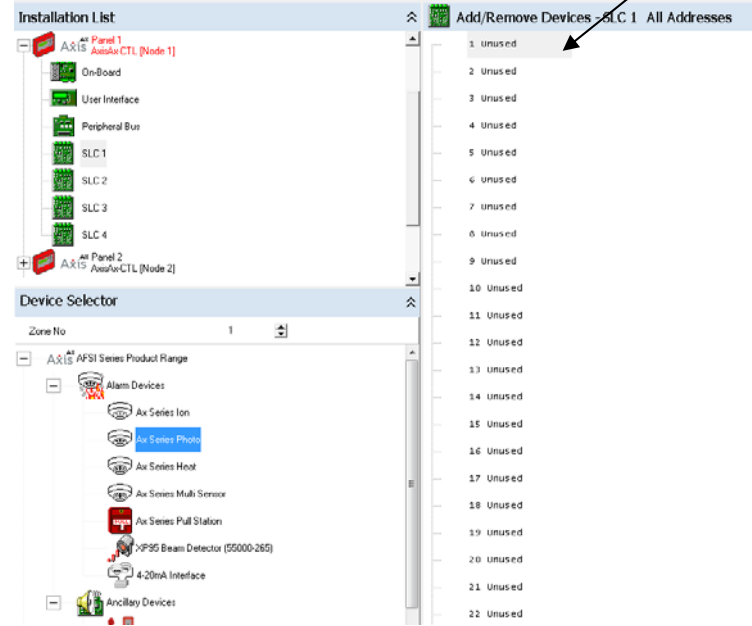 Installation List
Axis AX Panel 1
AxisAx-CTL [Node 1]
On-Board
User Interface
Peripheral Bus
SLC 1
SLC 2
SLC 3
SLC 4
Axis AX Panel 2
AxisAx-CTL [Node 2]
Device Selector
Zone No 1
Axis AX AFSI Series Product Range
Alarm Devices
Ax Series Ion
Ax Series Photo
Ax Series Heat
Ax Series Multi Sensor
PULL
Ax Series Pull Station
XP95 Beam Detector (55000-265)
4-20mA Interface
Ancillary Devices
Add/Remove Devices - SLC 1 All Addresses
1 Unused
2 Unused
3 Unused
4 Unused
5 Unused
6 Unused
7 Unused
8 Unused
9 Unused
10 Unused
11 Unused
12 Unused
13 Unused
14 Unused
15 Unused
16 Unused
17 Unused
18 Unused
19 Unused
20 Unused
21 Unused
22 Unused